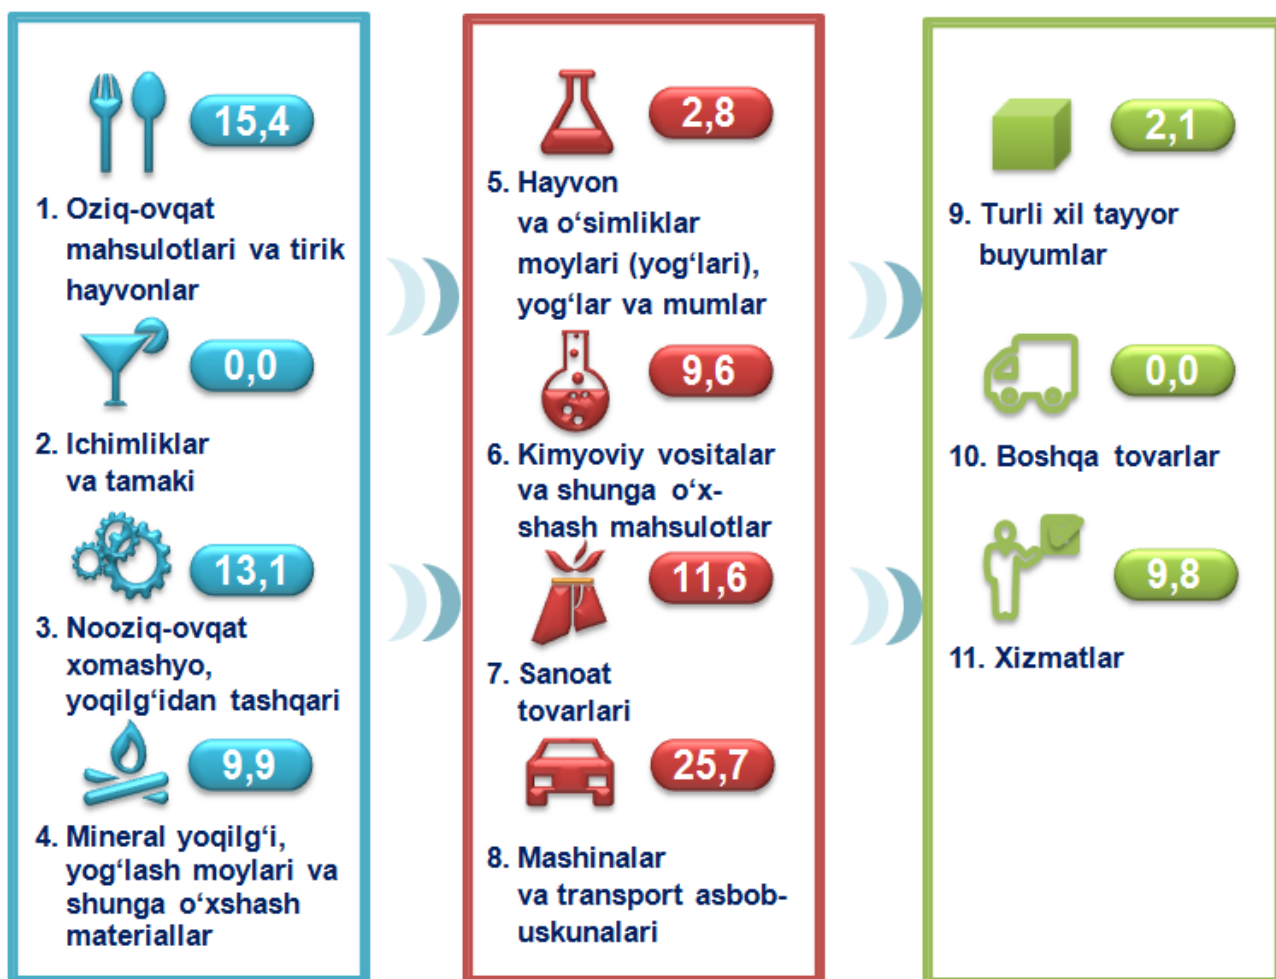 15,4
1. Oziq-ovqat
mahsulotlari va tirik
hayvonlar
0,0
2. Ichimliklar
va tamaki
13,1
3. Nooziq-ovqat
xomashyo,
yoqilg‘idan tashqari
9,9
4. Mineral yoqilg‘i,
yog‘lash moylari va
shunga o‘xshash
materiallar
2,8
5. Hayvon
va o‘simliklar
moylari (yog‘lari),
yog‘lar va mumlar
9,6
6. Kimyoviy vositalar
va shunga o‘x-
shash mahsulotlar
11,6
7. Sanoat
tovarlari
25,7
8. Mashinalar
va transport asbob-
uskunalari
2,1
9. Turli xil tayyor
buyumlar
0,0
10. Boshqa tovarlar
9,8
11. Xizmatlar